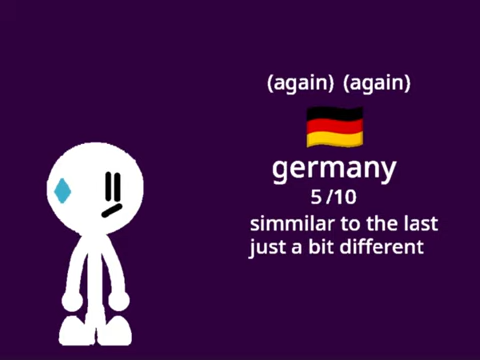 (again) (again)
germany
5 /10
simmilar to the last
just a bit different